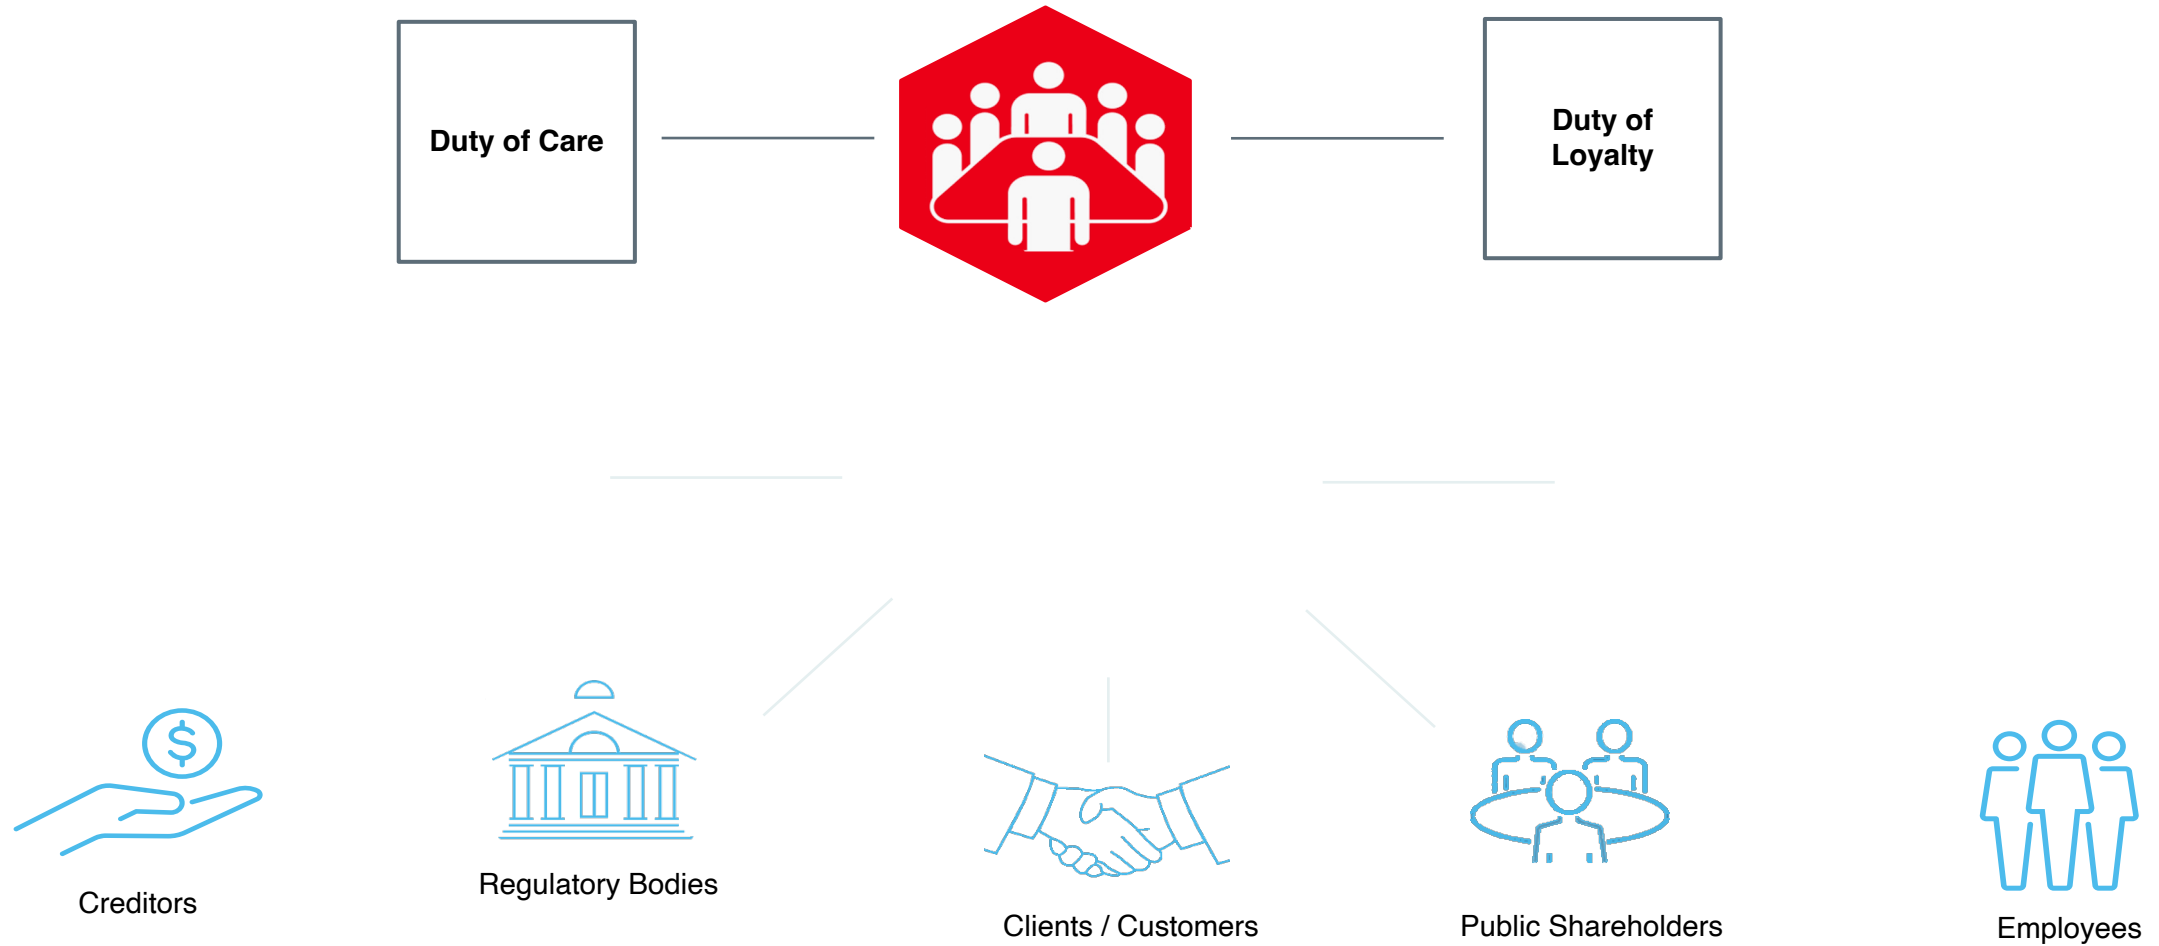 Duty of Care
Duty of
Loyalty
$
Creditors
Regulatory Bodies
Clients / Customers
Public Shareholders
Employees